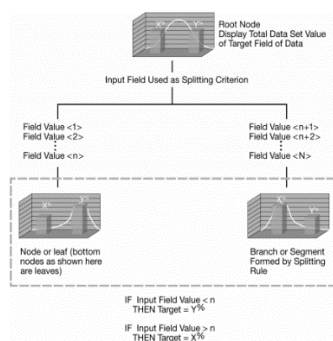 X% Y%
Root Node
Display Total Data Set Value
of Target Field of Data
Input Field Used as Splitting Criterion
Field Value <1>
Field Value <2>
Field Value <n>
Field Value <n+1>
Field Value <n+2>
Field Value <N>
X% Y%
X% Y%
Node or leaf (bottom
nodes as shown here
are leaves)
Branch or Segment
Formed by Splitting
Rule
IF Input Field Value < n
THEN Target = Y%
IF Input Field Value > n
THEN Target = X%